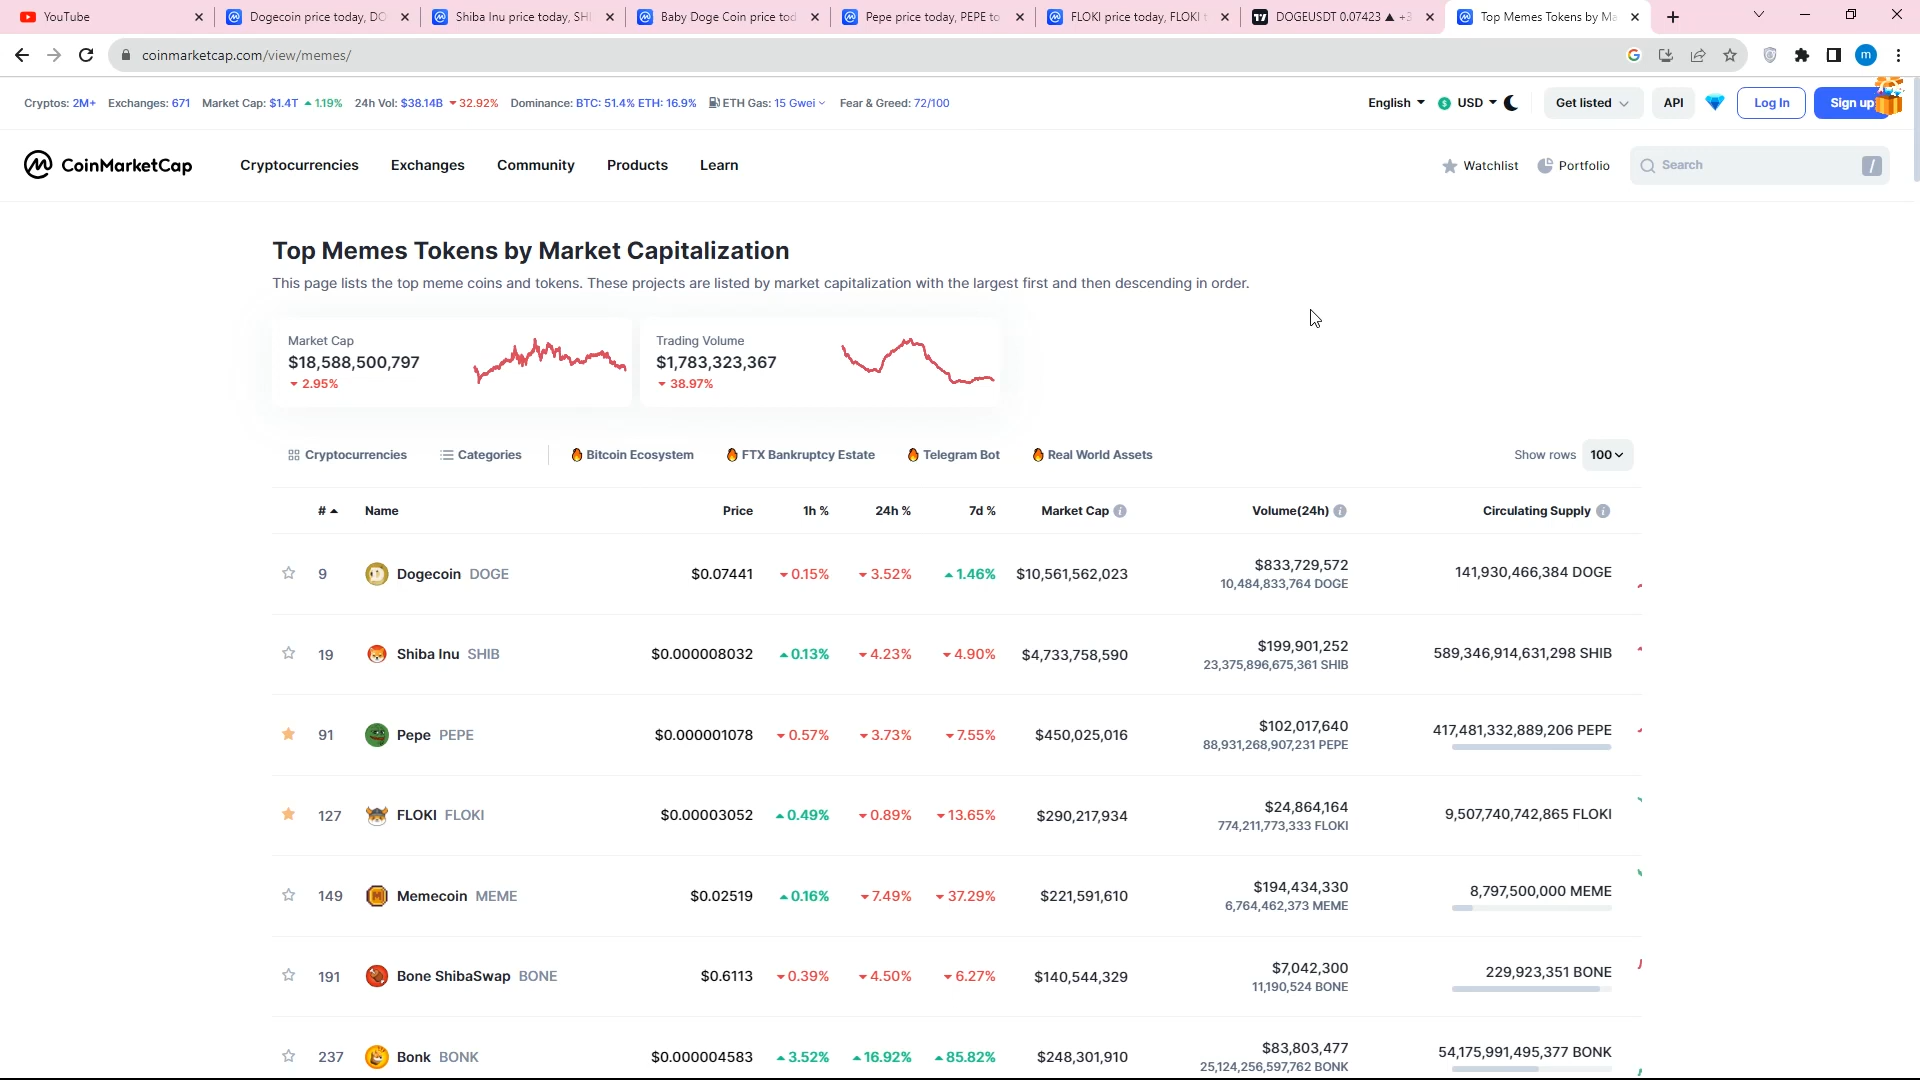 YouTube
Dogecoin price today, DO
Shiba Inu price today, SHI
Baby Doge Coin price tod
Pepe price today, PEPE to
FLOKI price today, FLOKI t
DOGEUSDT 0.07423 ▲ +3
Top Memes Tokens by Ma
coinmarketcap.com/view/memes/
m
Cryptos: 2M+ Exchanges: 671 Market Cap: $1.4T 1.19% 24h Vol: $38.14B 32.92% Dominance: BTC: 51.4% ETH: 16.9% ETH Gas: 15 Gwei Fear & Greed: 72/100
English USD Get listed API Log In Sign up
CoinMarketCap Cryptocurrencies Exchanges Community Products Learn Watchlist Portfolio Search /
Top Memes Tokens by Market Capitalization
This page lists the top meme coins and tokens. These projects are listed by market capitalization with the largest first and then descending in order.
Market Cap
$18,588,500,797
2.95%
Trading Volume
$1,783,323,367
38.97%
Cryptocurrencies Categories Bitcoin Ecosystem FTX Bankruptcy Estate Telegram Bot Real World Assets Show rows 100
# Name Price 1h % 24h % 7d % Market Cap Volume(24h) Circulating Supply
9 Dogecoin DOGE $0.07441 0.15% 3.52% 1.46% $10,561,562,023 $833,729,572 141,930,466,384 DOGE
10,484,833,764 DOGE
19 Shiba Inu SHIB $0.000008032 0.13% 4.23% 4.90% $4,733,758,590 $199,901,252 589,346,914,631,298 SHIB
23,375,896,675,361 SHIB
91 Pepe PEPE $0.000001078 0.57% 3.73% 7.55% $450,025,016 $102,017,640 417,481,332,889,206 PEPE
88,931,268,907,231 PEPE
127 FLOKI FLOKI $0.00003052 0.49% 0.89% 13.65% $290,217,934 $24,864,164 9,507,740,742,865 FLOKI
774,211,773,333 FLOKI
149 Memecoin MEME $0.02519 0.16% 7.49% 37.29% $221,591,610 $194,434,330 8,797,500,000 MEME
6,764,462,373 MEME
191 Bone ShibaSwap BONE $0.6113 0.39% 4.50% 6.27% $140,544,329 $7,042,300 229,923,351 BONE
11,190,524 BONE
237 Bonk BONK $0.000004583 3.52% 16.92% 85.82% $248,301,910 $83,803,477 54,175,991,495,377 BONK
25,124,256,597,762 BONK